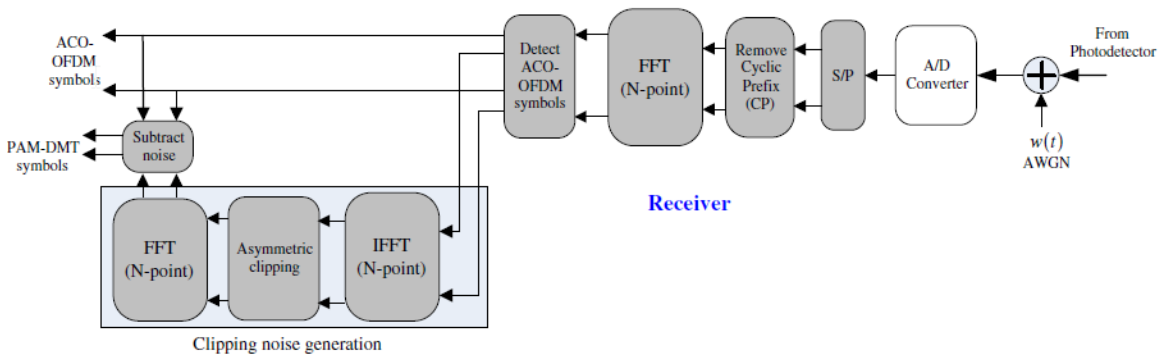 ACO-
OFDM
symbols
PAM-DMT
symbols
Subtract
noise
Detect
ACO-
OFDM
symbols
FFT
(N-point)
Remove
Cyclic
Prefix
(CP)
S/P
A/D
Converter
From
Photodetector
w(t)
AWGN
Receiver
FFT
(N-point)
Asymmetric
clipping
IFFT
(N-point)
Clipping noise generation